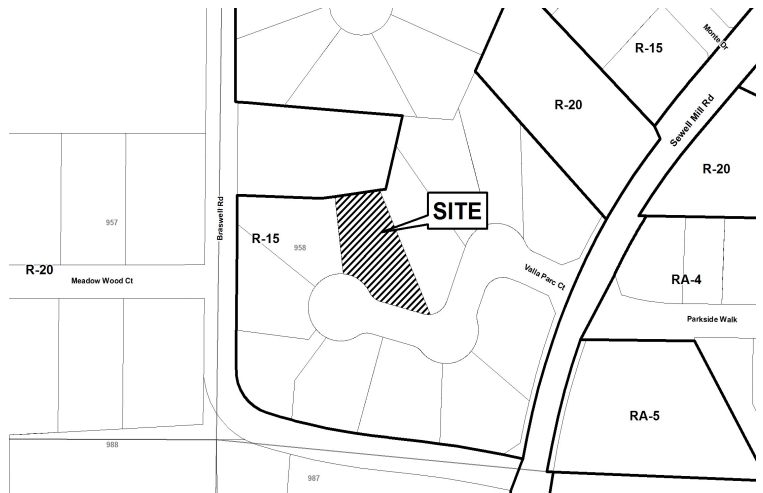 Monte Dr
R-15
R-20
Sewell Mill Rd
R-20
SITE
957
Braswell Rd
R-15
958
R-20
Meadow Wood Ct
Valla Parc Ct
RA-4
Parkside Walk
RA-5
988
987